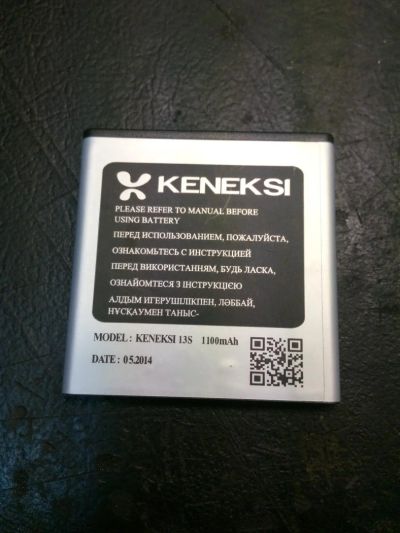 KENEKSI
PLEASE REFER TO MANUAL BEFORE
USING BATTERY
ПЕРЕД ИСПОЛЬЗОВАНИЕМ, ПОЖАЛУЙСТА,
ОЗНАКОМЬТЕСЬ С ИНСТРУКЦИЕЙ
ПЕРЕД ВИКОРИСТАННЯМ, БУДЬ ЛАСКА,
ОЗНАЙОМТЕСЯ З ІНСТРУКЦІЄЮ
АЛДЫМ ИГЕРУШІЛІКПЕН, ЛӘББАЙ,
НҰСҚАУМЕН ТАНЫС-
MODEL : KENEKSI 13S 1100mAh
DATE : 05.2014